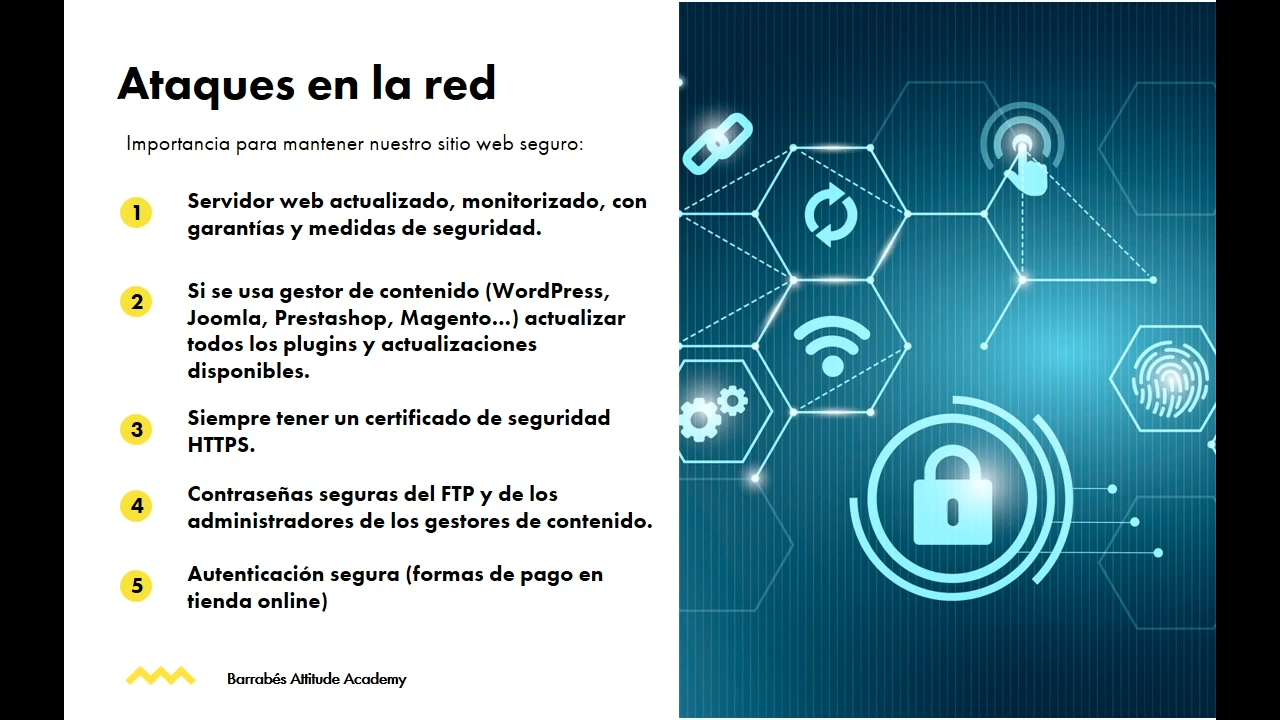 Ataques en la red
Importancia para mantener nuestro sitio web seguro:
1
Servidor web actualizado, monitorizado, con
garantías y medidas de seguridad.
2
Si se usa gestor de contenido (WordPress,
Joomla, Prestashop, Magento...) actualizar
todos los plugins y actualizaciones
disponibles.
3
Siempre tener un certificado de seguridad
HTTPS.
4
Contraseñas seguras del FTP y de los
administradores de los gestores de contenido.
5
Autenticación segura (formas de pago en
tienda online)
Barrabés Attitude Academy